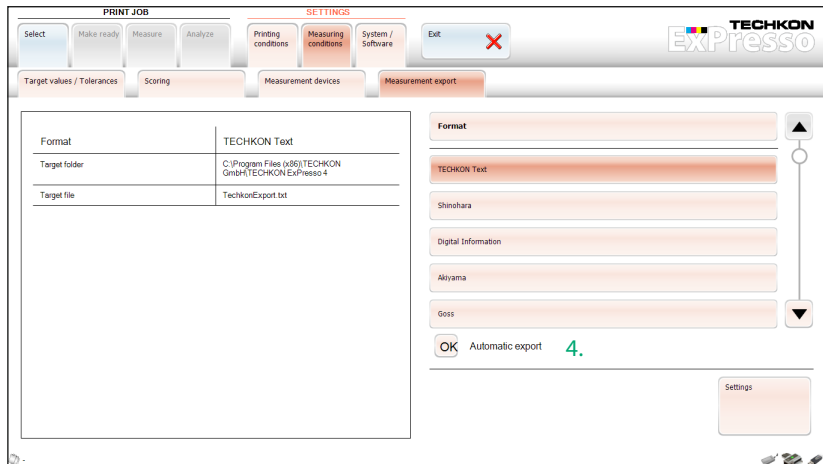 PRINT JOB
SETTINGS
Select
Make ready
Measure
Analyze
Printing
conditions
Measuring
conditions
System /
Software
Exit
TECHKON
ExPresso
Target values / Tolerances
Scoring
Measurement devices
Measurement export
Format
TECHKON Text
Target folder
C:\Program Files (x86)\TECHKON
GmbH\TECHKON ExPresso 4
Target file
TechkonExport.txt
Format
TECHKON Text
Shinohara
Digital Information
Akiyama
Goss
OK
Automatic export
4.
Settings